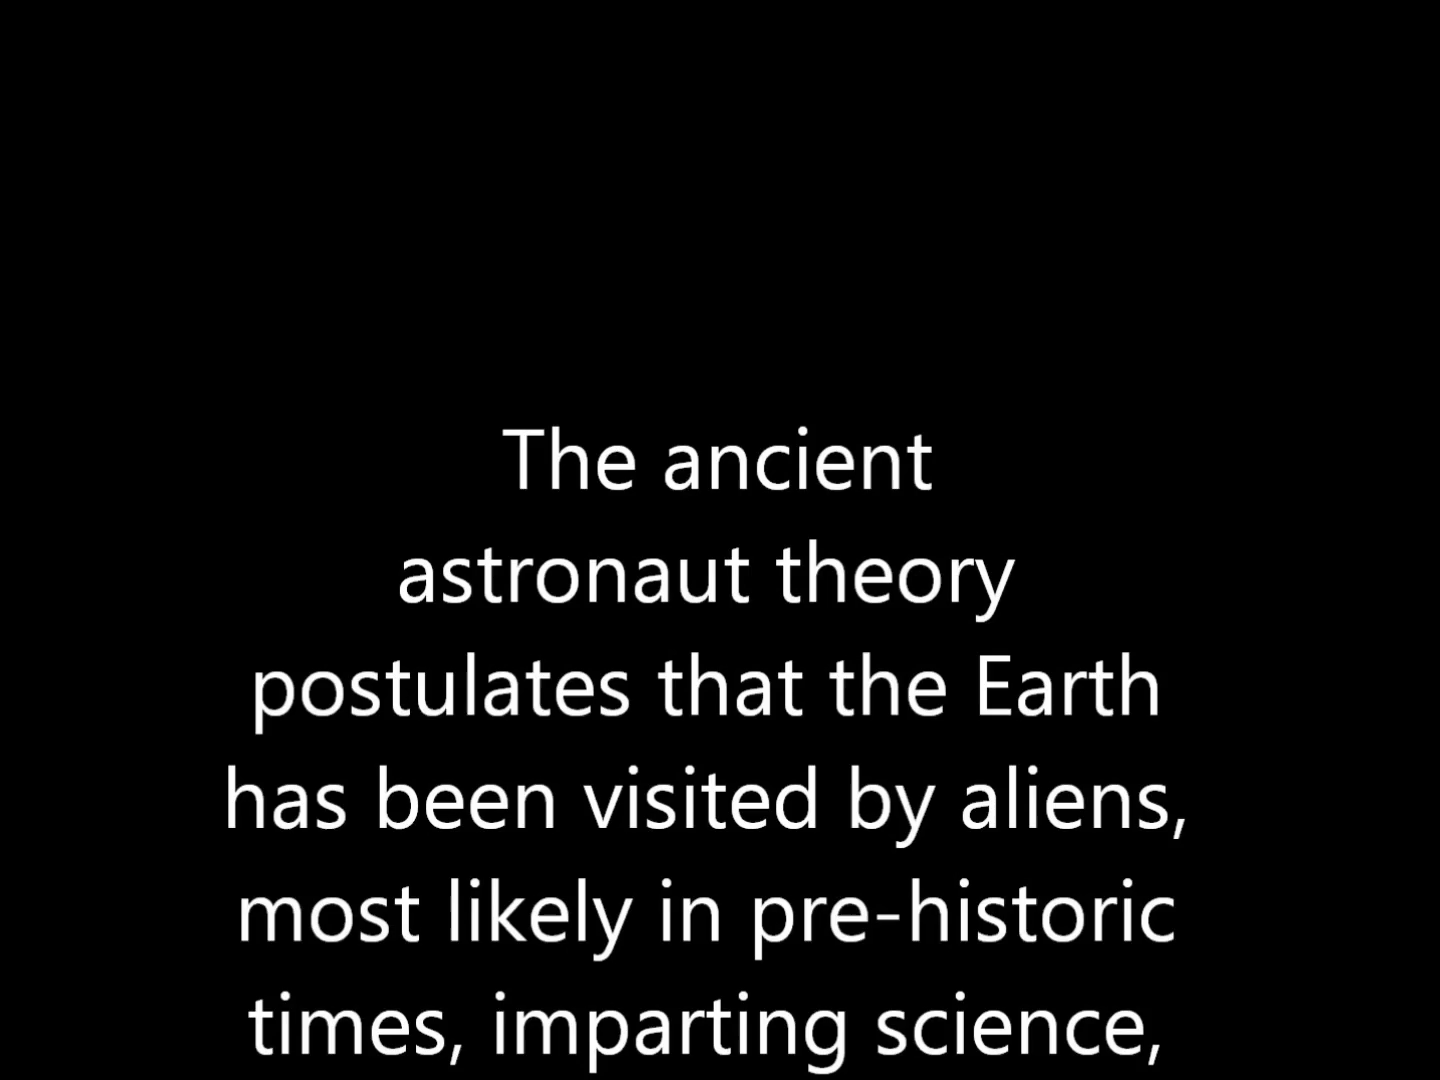 The ancient
astronaut theory
postulates that the Earth
has been visited by aliens,
most likely in pre-historic
times, imparting science,